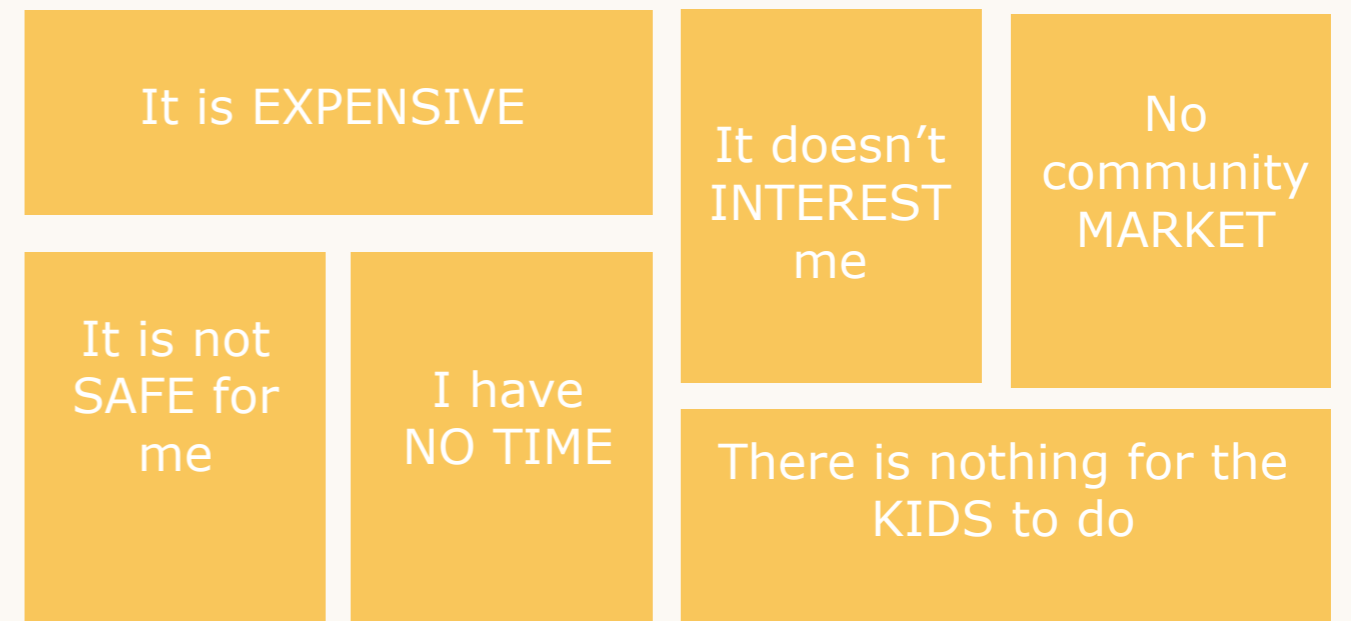 It is EXPENSIVE
It doesn’t
INTEREST
me
No
community
MARKET
It is not
SAFE for
me
I have
NO TIME
There is nothing for the
KIDS to do